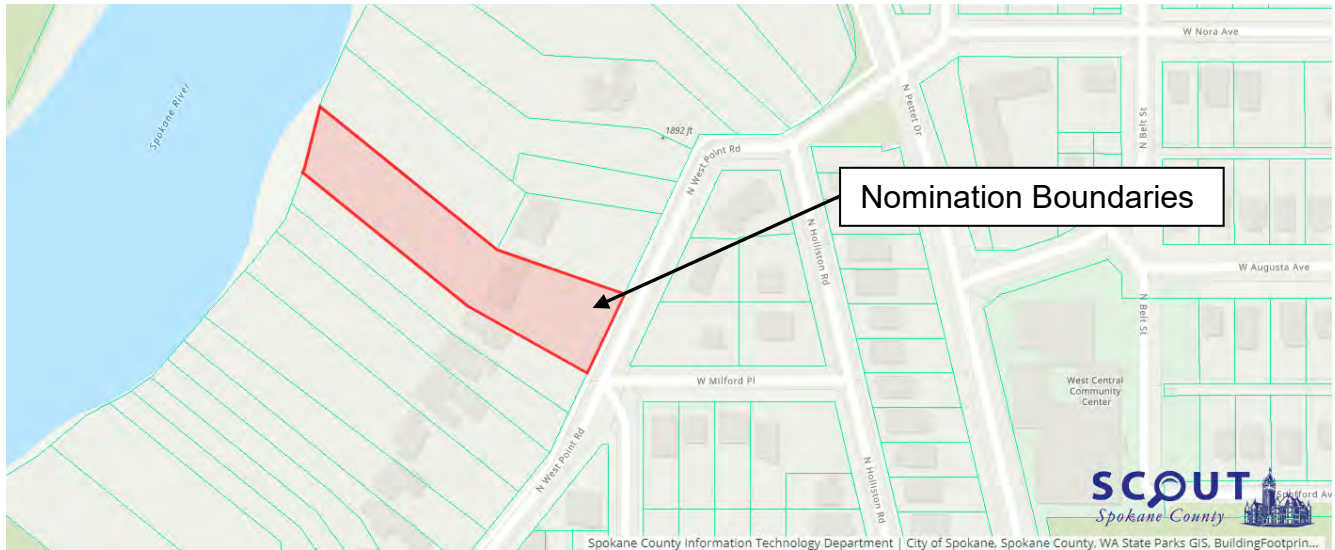 W Nora Ave
Spokane River
N Pettet Dr
N Belt St
1892 ft
N West Point Rd
Nomination Boundaries
N Holliston Rd
W Augusta Ave
N Belt St
W Milford Pl
West Central
Community
Center
N West Point Rd
N Holliston Rd
SCOUT
Spokane County
Spofford Av
Spokane County Information Technology Department | City of Spokane, Spokane County, WA State Parks GIS, BuildingFootprin...